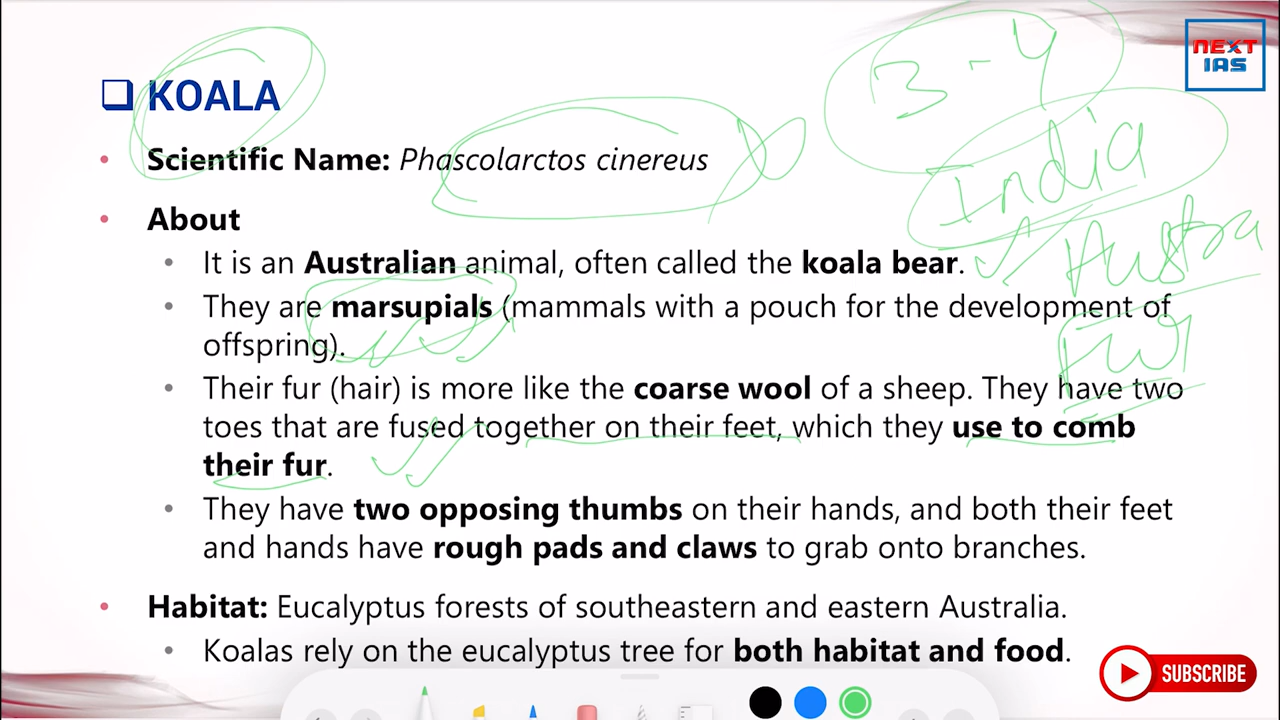 NEXT
IAS
3 - 4
KOALA
India
Scientific Name: Phascolarctos cinereus
About
Austra
It is an Australian animal, often called the koala bear.
They are marsupials (mammals with a pouch for the development of
offspring).
Fur
Their fur (hair) is more like the coarse wool of a sheep. They have two
toes that are fused together on their feet, which they use to comb
their fur.
They have two opposing thumbs on their hands, and both their feet
and hands have rough pads and claws to grab onto branches.
Habitat: Eucalyptus forests of southeastern and eastern Australia.
Koalas rely on the eucalyptus tree for both habitat and food.
SUBSCRIBE